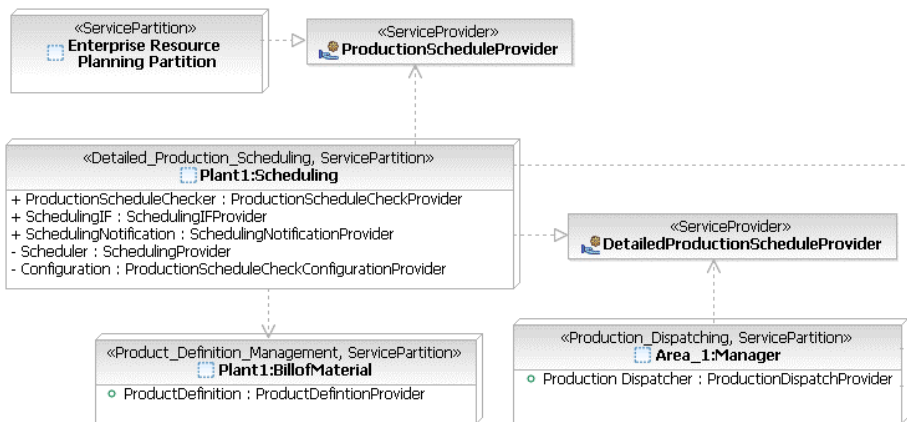 «ServicePartition»
Enterprise Resource
Planning Partition
«ServiceProvider»
ProductionScheduleProvider
«Detailed_Production_Scheduling, ServicePartition»
Plant1:Scheduling
+ ProductionScheduleChecker : ProductionScheduleCheckProvider
+ SchedulingIF : SchedulingIFProvider
+ SchedulingNotification : SchedulingNotificationProvider
- Scheduler : SchedulingProvider
- Configuration : ProductionScheduleCheckConfigurationProvider
«ServiceProvider»
DetailedProductionScheduleProvider
«Product_Definition_Management, ServicePartition»
Plant1:BillofMaterial
ProductDefinition : ProductDefintionProvider
«Production_Dispatching, ServicePartition»
Area_1:Manager
Production Dispatcher : ProductionDispatchProvider